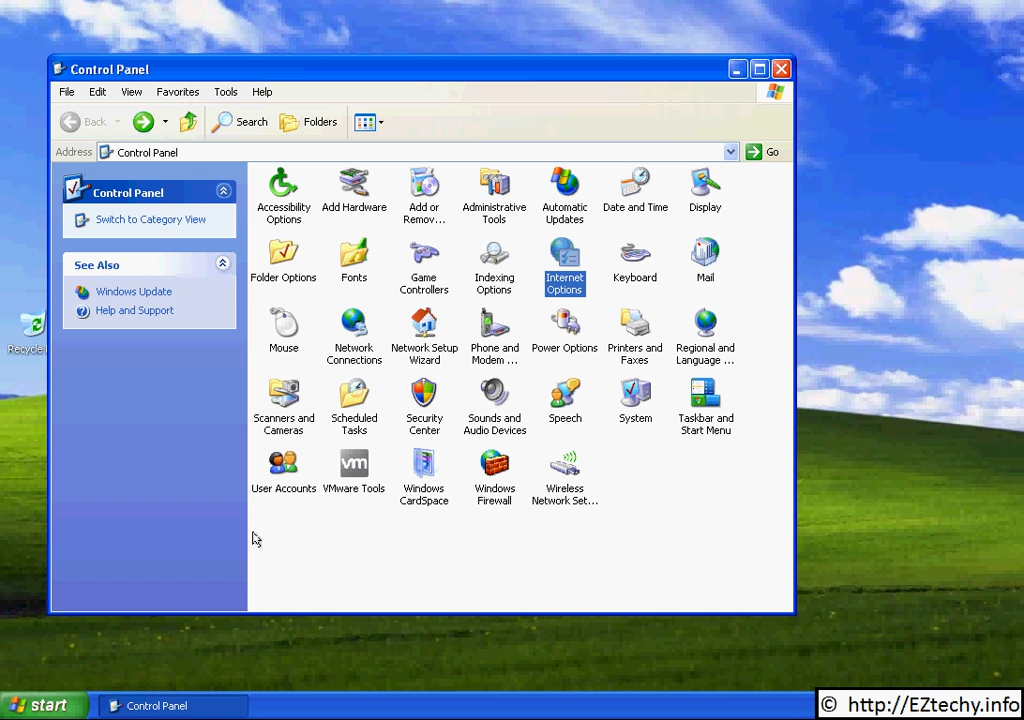 Control Panel
File Edit View Favorites Tools Help
Back Search Folders
Address Control Panel Go
Control Panel
Switch to Category View
See Also
Windows Update
Help and Support
Accessibility Options
Add Hardware
Add or Remov...
Administrative Tools
Automatic Updates
Date and Time
Display
Folder Options
Fonts
Game Controllers
Indexing Options
Internet Options
Keyboard
Mail
Mouse
Network Connections
Network Setup Wizard
Phone and Modem ...
Power Options
Printers and Faxes
Regional and Language ...
Scanners and Cameras
Scheduled Tasks
Security Center
Sounds and Audio Devices
Speech
System
Taskbar and Start Menu
User Accounts
vm
VMware Tools
Windows CardSpace
Windows Firewall
Wireless Network Set...
Recycle
start Control Panel
© http://EZtechy.info